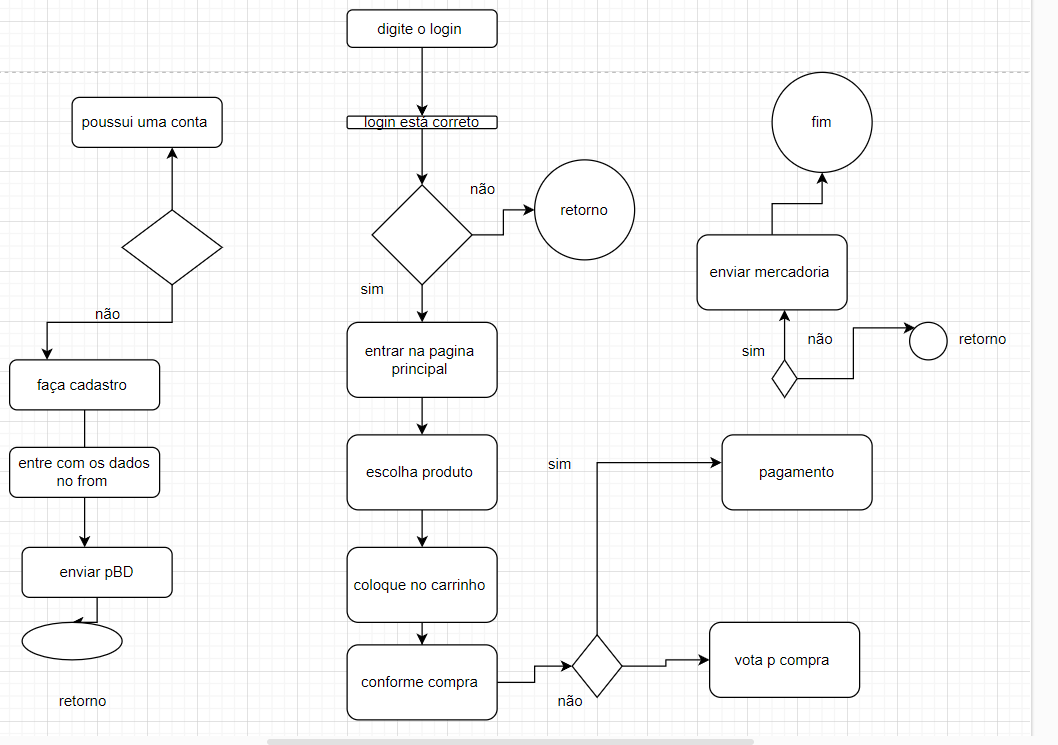 digite o login
login está correto
não
retorno
sim
entrar na pagina
principal
escolha produto
coloque no carrinho
conforme compra
poussui uma conta
não
faça cadastro
entre com os dados
no from
enviar pBD
retorno
sim
pagamento
não
vota p compra
fim
enviar mercadoria
sim
não
retorno